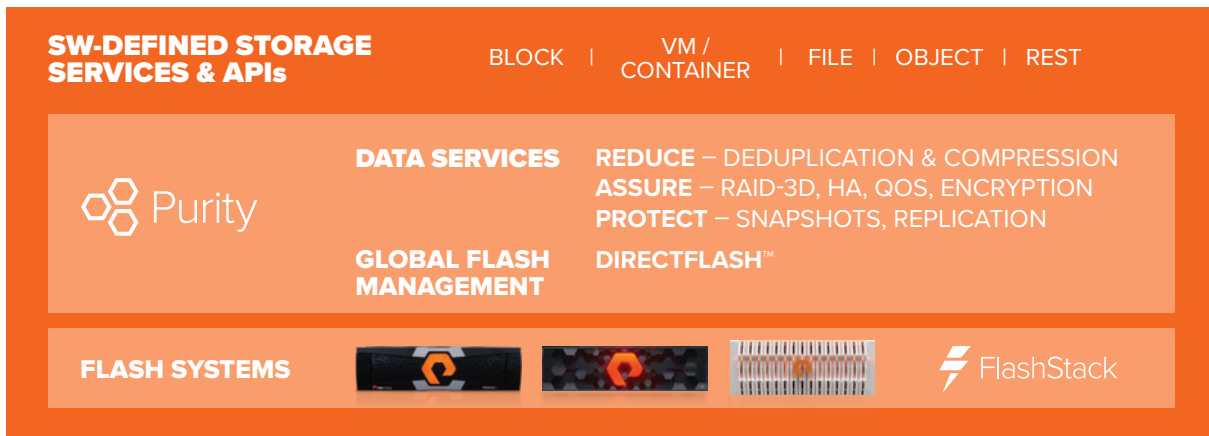 SW-DEFINED STORAGE
SERVICES & APIs
BLOCK | VM / CONTAINER | FILE | OBJECT | REST
Purity
DATA SERVICES
REDUCE – DEDUPLICATION & COMPRESSION
ASSURE – RAID-3D, HA, QOS, ENCRYPTION
PROTECT – SNAPSHOTS, REPLICATION
GLOBAL FLASH
MANAGEMENT
DIRECTFLASH™
FLASH SYSTEMS
FlashStack